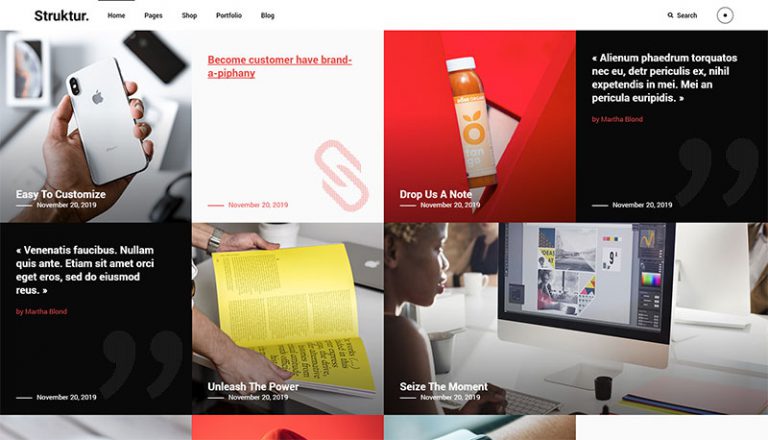 Struktur.
Home Pages Shop Portfolio Blog
Search
Easy To Customize
November 20, 2019
Become customer have brand-
a-piphany
November 20, 2019
Drop Us A Note
November 20, 2019
« Alienum phaedrum torquatos
nec eu, detr periculis ex, nihil
expetendis in mei. Mei an
pericula euripidis. »
by Martha Blond
November 20, 2019
« Venenatis faucibus. Nullam
quis ante. Etiam sit amet orci
eget eros, sed do eiusmod
reus. »
by Martha Blond
November 20, 2019
Unleash The Power
November 20, 2019
Seize The Moment
November 20, 2019